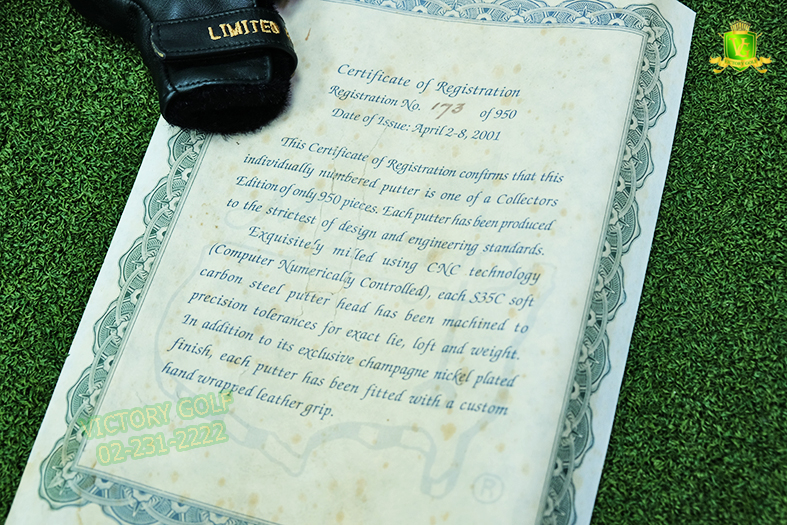 LIMITED
Certificate of Registration
Registration No. 173 of 950
Date of Issue: April 2-8, 2001
This Certificate of Registration confirms that this
individually numbered putter is one of a Collectors
Edition of only 950 pieces. Each putter has been produced
to the strictest of design and engineering standards.
Exquisitely milled using CNC technology
(Computer Numerically Controlled), each S35C soft
carbon steel putter head has been machined to
precision tolerances for exact lie, loft and weight.
In addition to its exclusive champagne nickel plated
finish, each putter has been fitted with a custom
hand wrapped leather grip.
VICTORY GOLF
02-231-2222
®